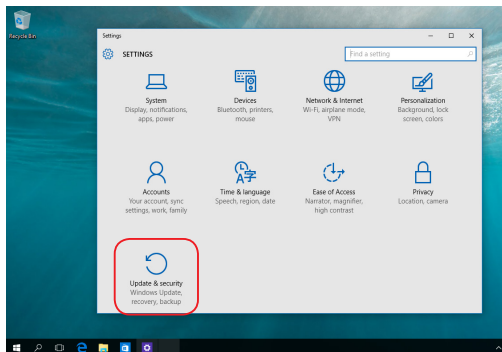 Recycle Bin
Settings
SETTINGS
Find a setting
System
Display, notifications,
apps, power
Devices
Bluetooth, printers,
mouse
Network & Internet
Wi-Fi, airplane mode,
VPN
Personalization
Background, lock
screen, colors
Accounts
Your account, sync
settings, work, family
A字
Time & language
Speech, region, date
Ease of Access
Narrator, magnifier,
high contrast
Privacy
Location, camera
Update & security
Windows Update,
recovery, backup